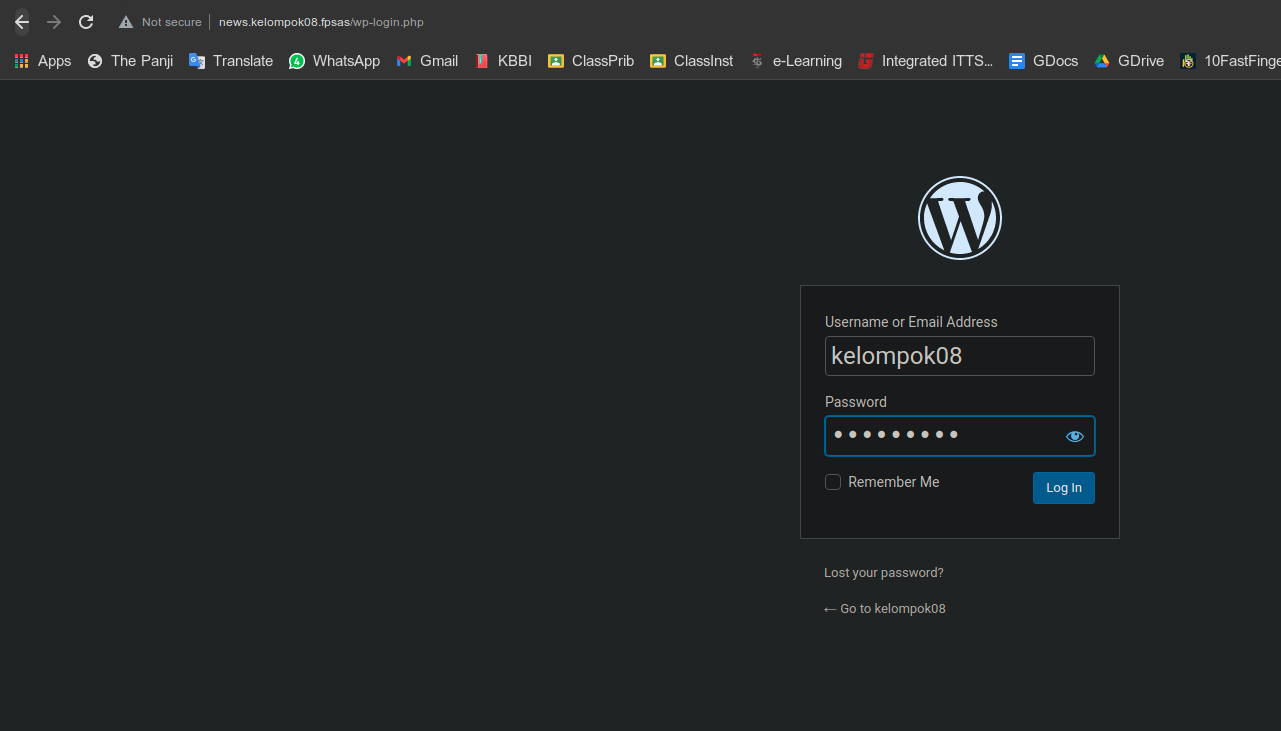 Not secure news.kelompok08.fpsas/wp-login.php
Apps The Panji Translate WhatsApp Gmail KBBI ClassPrib ClassInst e-Learning Integrated ITTS... GDocs GDrive 10FastFinge
Username or Email Address
kelompok08
Password
•••••••••
Remember Me
Log In
Lost your password?
← Go to kelompok08